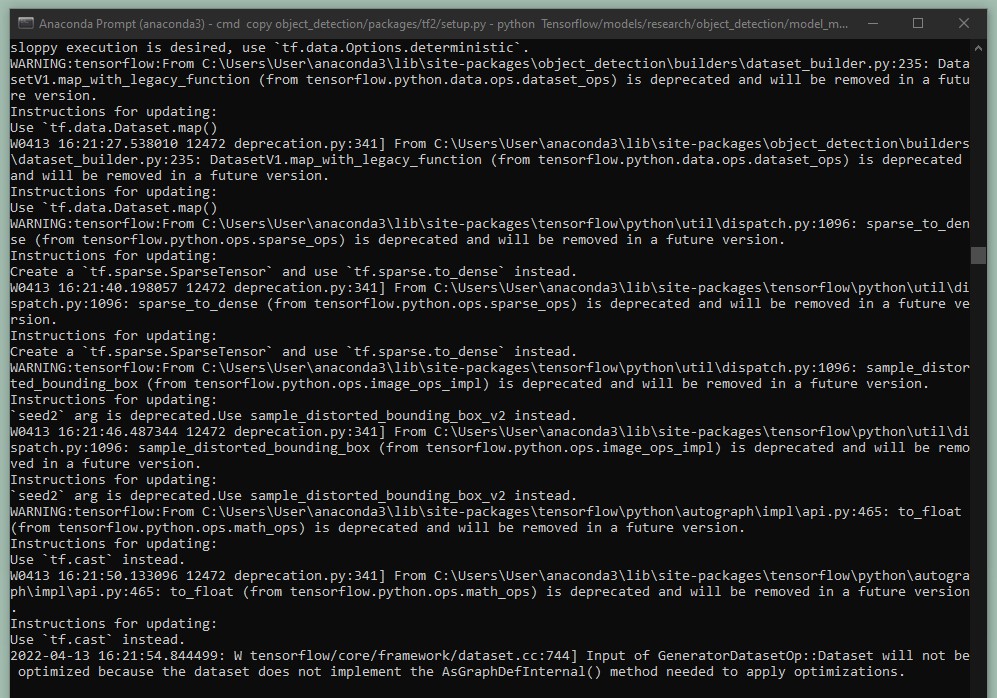 Anaconda Prompt (anaconda3) - cmd  copy object_detection/packages/tf2/setup.py - python  Tensorflow/models/research/object_detection/model_m...
sloppy execution is desired, use `tf.data.Options.deterministic`.
WARNING:tensorflow:From C:\Users\User\anaconda3\lib\site-packages\object_detection\builders\dataset_builder.py:235: Data
setV1.map_with_legacy_function (from tensorflow.python.data.ops.dataset_ops) is deprecated and will be removed in a futu
re version.
Instructions for updating:
Use `tf.data.Dataset.map()
W0413 16:21:27.538010 12472 deprecation.py:341] From C:\Users\User\anaconda3\lib\site-packages\object_detection\builders
\dataset_builder.py:235: DatasetV1.map_with_legacy_function (from tensorflow.python.data.ops.dataset_ops) is deprecated
and will be removed in a future version.
Instructions for updating:
Use `tf.data.Dataset.map()
WARNING:tensorflow:From C:\Users\User\anaconda3\lib\site-packages\tensorflow\python\util\dispatch.py:1096: sparse_to_den
se (from tensorflow.python.ops.sparse_ops) is deprecated and will be removed in a future version.
Instructions for updating:
Create a `tf.sparse.SparseTensor` and use `tf.sparse.to_dense` instead.
W0413 16:21:40.198057 12472 deprecation.py:341] From C:\Users\User\anaconda3\lib\site-packages\tensorflow\python\util\di
spatch.py:1096: sparse_to_dense (from tensorflow.python.ops.sparse_ops) is deprecated and will be removed in a future ve
rsion.
Instructions for updating:
Create a `tf.sparse.SparseTensor` and use `tf.sparse.to_dense` instead.
WARNING:tensorflow:From C:\Users\User\anaconda3\lib\site-packages\tensorflow\python\util\dispatch.py:1096: sample_distor
ted_bounding_box (from tensorflow.python.ops.image_ops_impl) is deprecated and will be removed in a future version.
Instructions for updating:
`seed2` arg is deprecated.Use sample_distorted_bounding_box_v2 instead.
W0413 16:21:46.487344 12472 deprecation.py:341] From C:\Users\User\anaconda3\lib\site-packages\tensorflow\python\util\di
spatch.py:1096: sample_distorted_bounding_box (from tensorflow.python.ops.image_ops_impl) is deprecated and will be remo
ved in a future version.
Instructions for updating:
`seed2` arg is deprecated.Use sample_distorted_bounding_box_v2 instead.
WARNING:tensorflow:From C:\Users\User\anaconda3\lib\site-packages\tensorflow\python\autograph\impl\api.py:465: to_float
(from tensorflow.python.ops.math_ops) is deprecated and will be removed in a future version.
Instructions for updating:
Use `tf.cast` instead.
W0413 16:21:50.133096 12472 deprecation.py:341] From C:\Users\User\anaconda3\lib\site-packages\tensorflow\python\autogra
ph\impl\api.py:465: to_float (from tensorflow.python.ops.math_ops) is deprecated and will be removed in a future version
.
Instructions for updating:
Use `tf.cast` instead.
2022-04-13 16:21:54.844499: W tensorflow/core/framework/dataset.cc:744] Input of GeneratorDatasetOp::Dataset will not be
 optimized because the dataset does not implement the AsGraphDefInternal() method needed to apply optimizations.